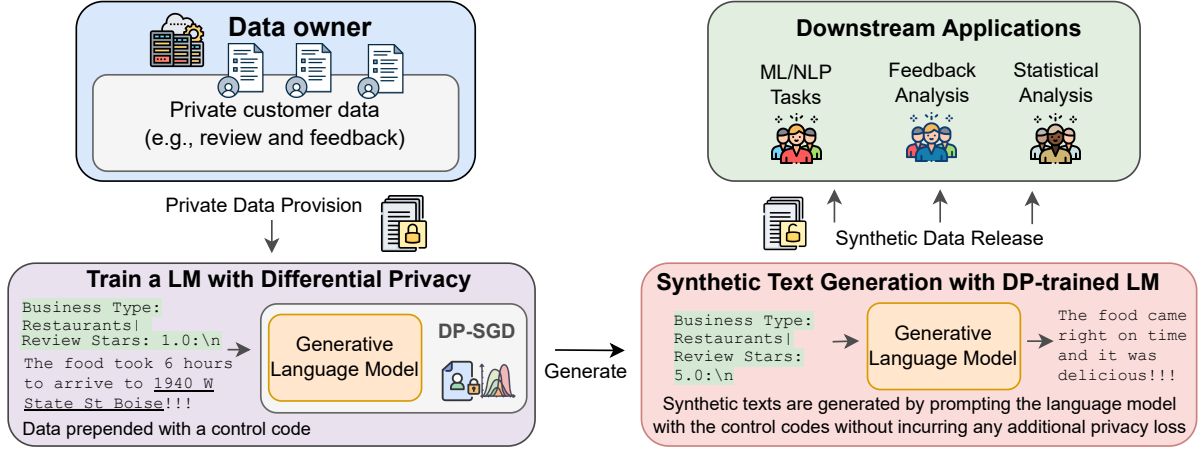 Data owner
Private customer data
(e.g., review and feedback)
Private Data Provision
Train a LM with Differential Privacy
Business Type:
Restaurants|
Review Stars: 1.0:\n
The food took 6 hours
to arrive to 1940 W
State St Boise!!!
Data prepended with a control code
Generative
Language Model
DP-SGD
Generate
Synthetic Text Generation with DP-trained LM
Business Type:
Restaurants|
Review Stars:
5.0:\n
Generative
Language Model
The food came
right on time
and it was
delicious!!!
Synthetic texts are generated by prompting the language model
with the control codes without incurring any additional privacy loss
Synthetic Data Release
Downstream Applications
ML/NLP
Tasks
Feedback
Analysis
Statistical
Analysis